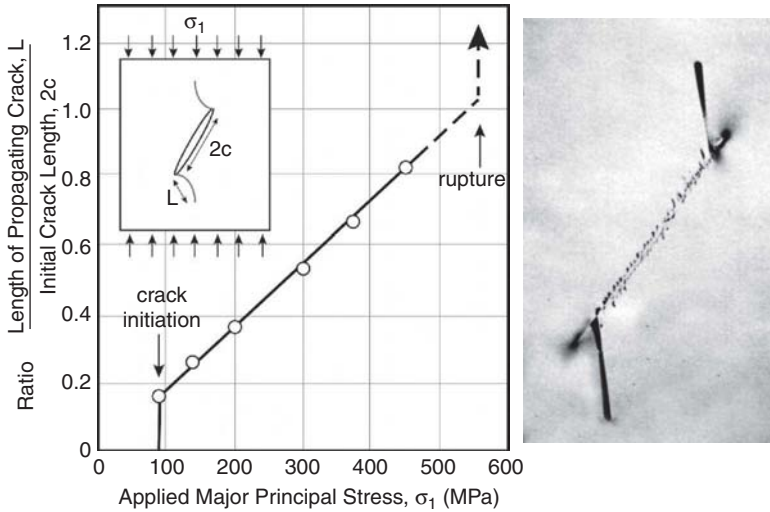 σ1
1.2
1.0
0.8
0.6
0.4
0.2
0
Ratio
Length of Propagating Crack, L
Initial Crack Length, 2c
2c
L
rupture
crack
initiation
0
100
200
300
400
500
600
Applied Major Principal Stress, σ1 (MPa)